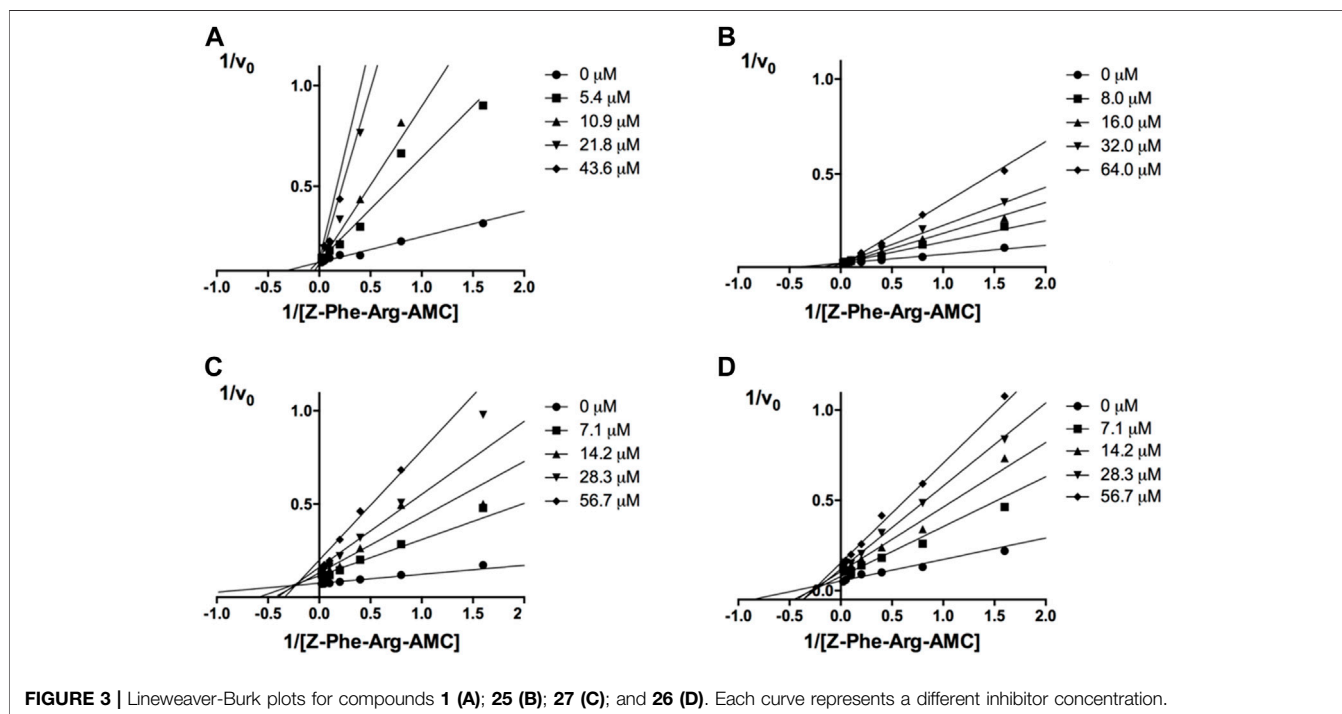 A
1/v0
1.0
0.5
-1.0 -0.5 0.0 0.5 1.0 1.5 2.0
1/[Z-Phe-Arg-AMC]
0 μM
5.4 μM
10.9 μM
21.8 μM
43.6 μM
B
1/v0
1.0
0.5
-1.0 -0.5 0.0 0.5 1.0 1.5 2.0
1/[Z-Phe-Arg-AMC]
0 μM
8.0 μM
16.0 μM
32.0 μM
64.0 μM
C
1/v0
1.0
0.5
-1.0 -0.5 0.0 0.5 1.0 1.5 2
1/[Z-Phe-Arg-AMC]
0 μM
7.1 μM
14.2 μM
28.3 μM
56.7 μM
D
1/v0
1.0
0.5
0.0
-1.0 -0.5 0.0 0.5 1.0 1.5 2.0
1/[Z-Phe-Arg-AMC]
0 μM
7.1 μM
14.2 μM
28.3 μM
56.7 μM
FIGURE 3 | Lineweaver-Burk plots for compounds 1 (A); 25 (B); 27 (C); and 26 (D). Each curve represents a different inhibitor concentration.